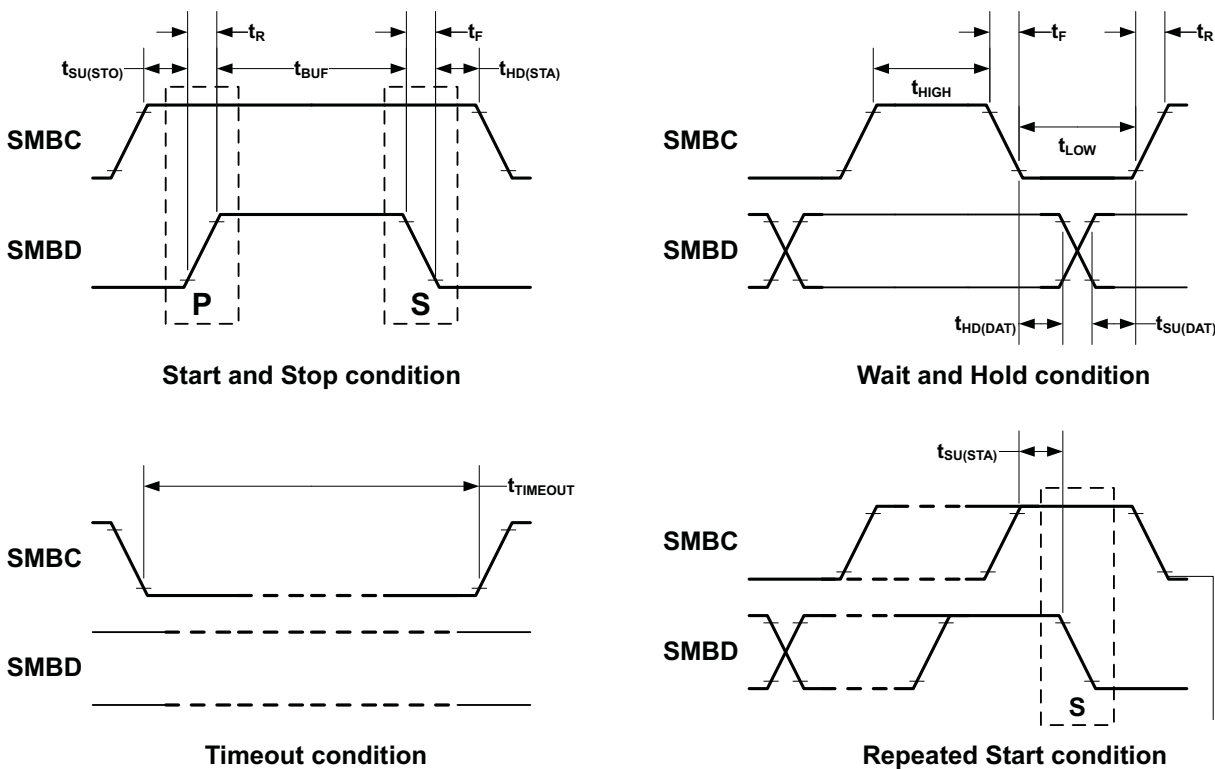 tR
tF
tSU(STO)
tBUF
tHD(STA)
SMBC
SMBD
P
S
Start and Stop condition
tF
tR
tHIGH
SMBC
tLOW
SMBD
tHD(DAT)
tSU(DAT)
Wait and Hold condition
tTIMEOUT
SMBC
SMBD
Timeout condition
tSU(STA)
SMBC
SMBD
S
Repeated Start condition